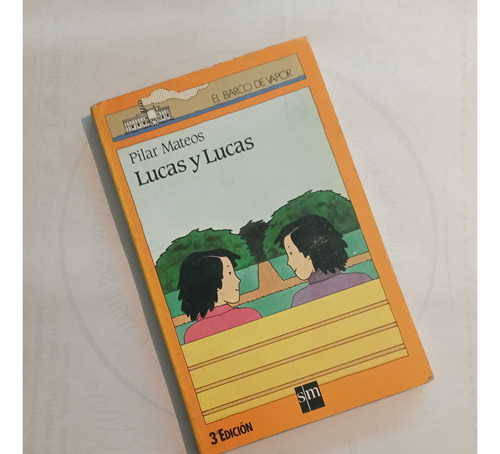 EL BARCO DE VAPOR
Pilar Mateos
Lucas y Lucas
sm
3ª EDICIÓN